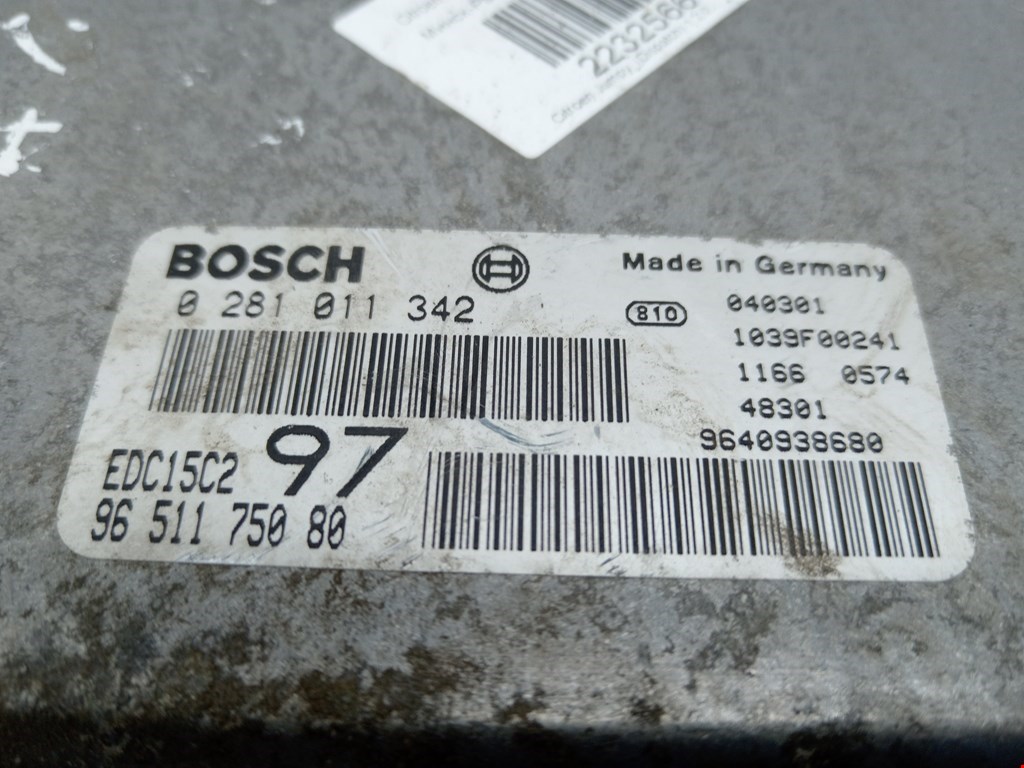 2232566
BOSCH
Made in Germany
0 281 011 342
810
040301
1039F00241
1166 0574
48301
9640938680
EDC15C2
97
96 511 750 80